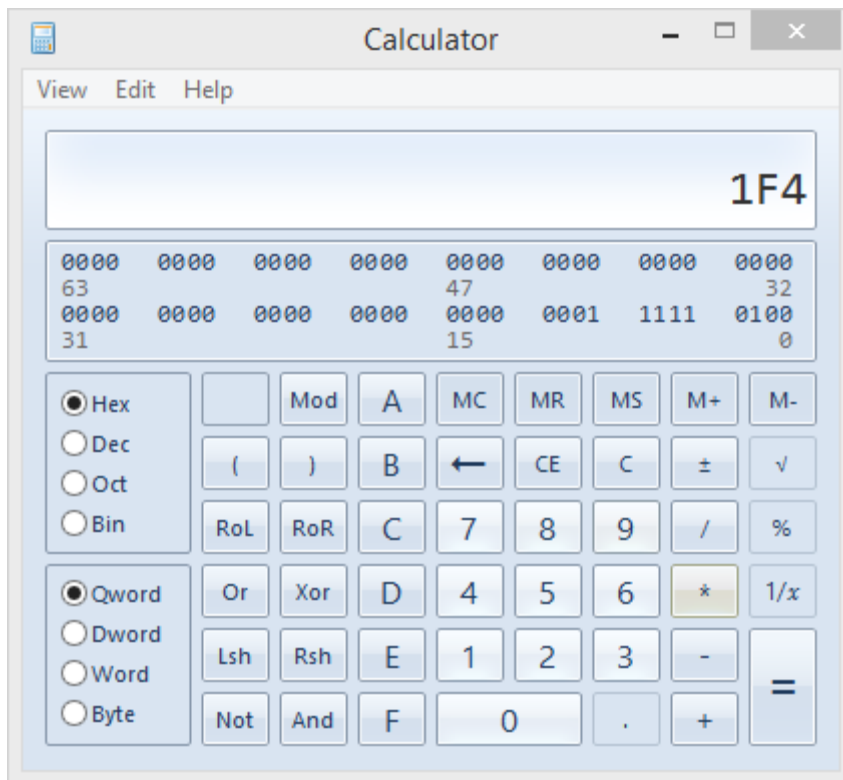 Calculator
View Edit Help
1F4
0000 0000 0000 0000 0000 0000 0000 0000
63 47 32
0000 0000 0000 0000 0000 0001 1111 0100
31 15 0
Hex Mod A MC MR MS M+ M-
Dec
( ) B ← CE C ± √
Oct
Bin RoL RoR C 7 8 9 / %
Qword Or Xor D 4 5 6 * 1/x
Dword
Lsh Rsh E 1 2 3 - =
Word
Byte Not And F 0 . +